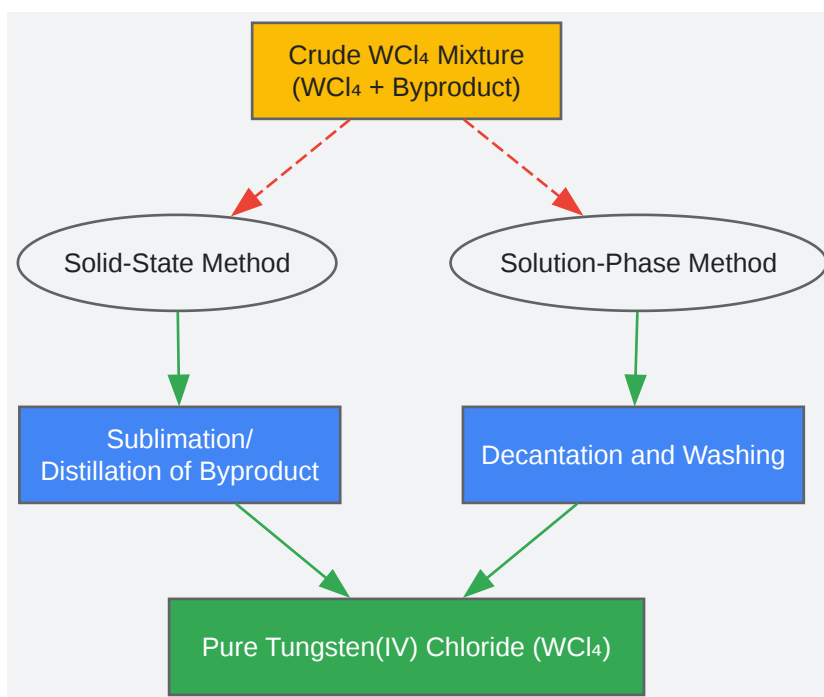 Crude WCl₄ Mixture
(WCl₄ + Byproduct)
Solid-State Method
Solution-Phase Method
Sublimation/
Distillation of Byproduct
Decantation and Washing
Pure Tungsten(IV) Chloride (WCl₄)